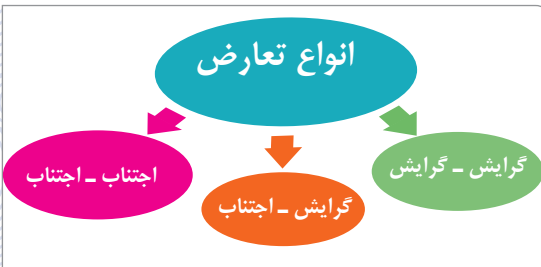 انواع تعارض
گرایش ـ گرایش
گرایش ـ اجتناب
اجتناب ـ اجتناب